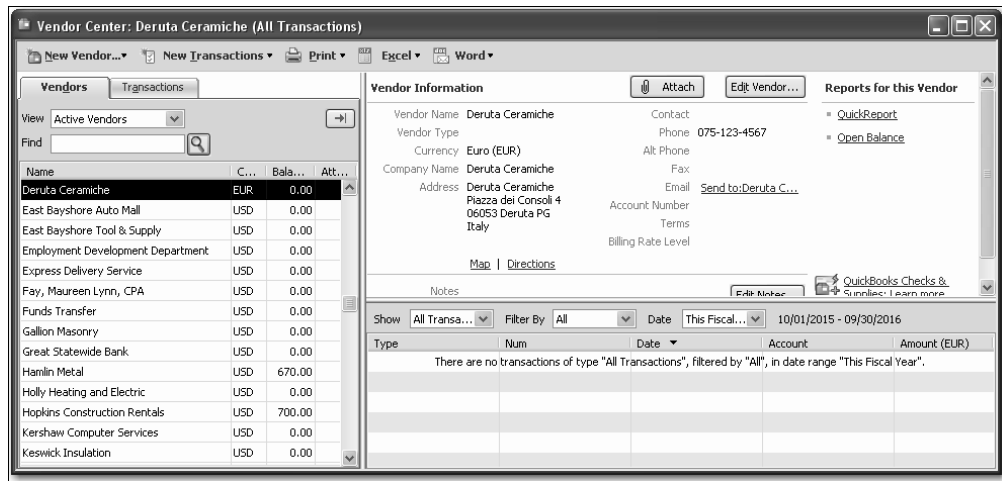 Vendor Center: Deruta Ceramiche (All Transactions)
New Vendor... New Transactions Print Excel Word
Vendors Transactions
View Active Vendors
Find
Name C... Bala... Att...
Deruta Ceramiche EUR 0.00
East Bayshore Auto Mall USD 0.00
East Bayshore Tool & Supply USD 0.00
Employment Development Department USD 0.00
Express Delivery Service USD 0.00
Fay, Maureen Lynn, CPA USD 0.00
Funds Transfer USD 0.00
Gallion Masonry USD 0.00
Great Statewide Bank USD 0.00
Hamlin Metal USD 670.00
Holly Heating and Electric USD 0.00
Hopkins Construction Rentals USD 700.00
Kershaw Computer Services USD 0.00
Keswick Insulation USD 0.00
Vendor Information Attach Edit Vendor...
Vendor Name Deruta Ceramiche
Vendor Type
Currency Euro (EUR)
Company Name Deruta Ceramiche
Address Deruta Ceramiche
Piazza dei Consoli 4
06053 Deruta PG
Italy
Map | Directions
Contact
Phone 075-123-4567
Alt Phone
Fax
Email Send to:Deruta C...
Account Number
Terms
Billing Rate Level
Notes Edit Notes...
Reports for this Vendor
QuickReport
Open Balance
QuickBooks Checks &
Supplies: Learn more
Show All Transa... Filter By All Date This Fiscal... 10/01/2015 - 09/30/2016
Type Num Date Account Amount (EUR)
There are no transactions of type "All Transactions", filtered by "All", in date range "This Fiscal Year".